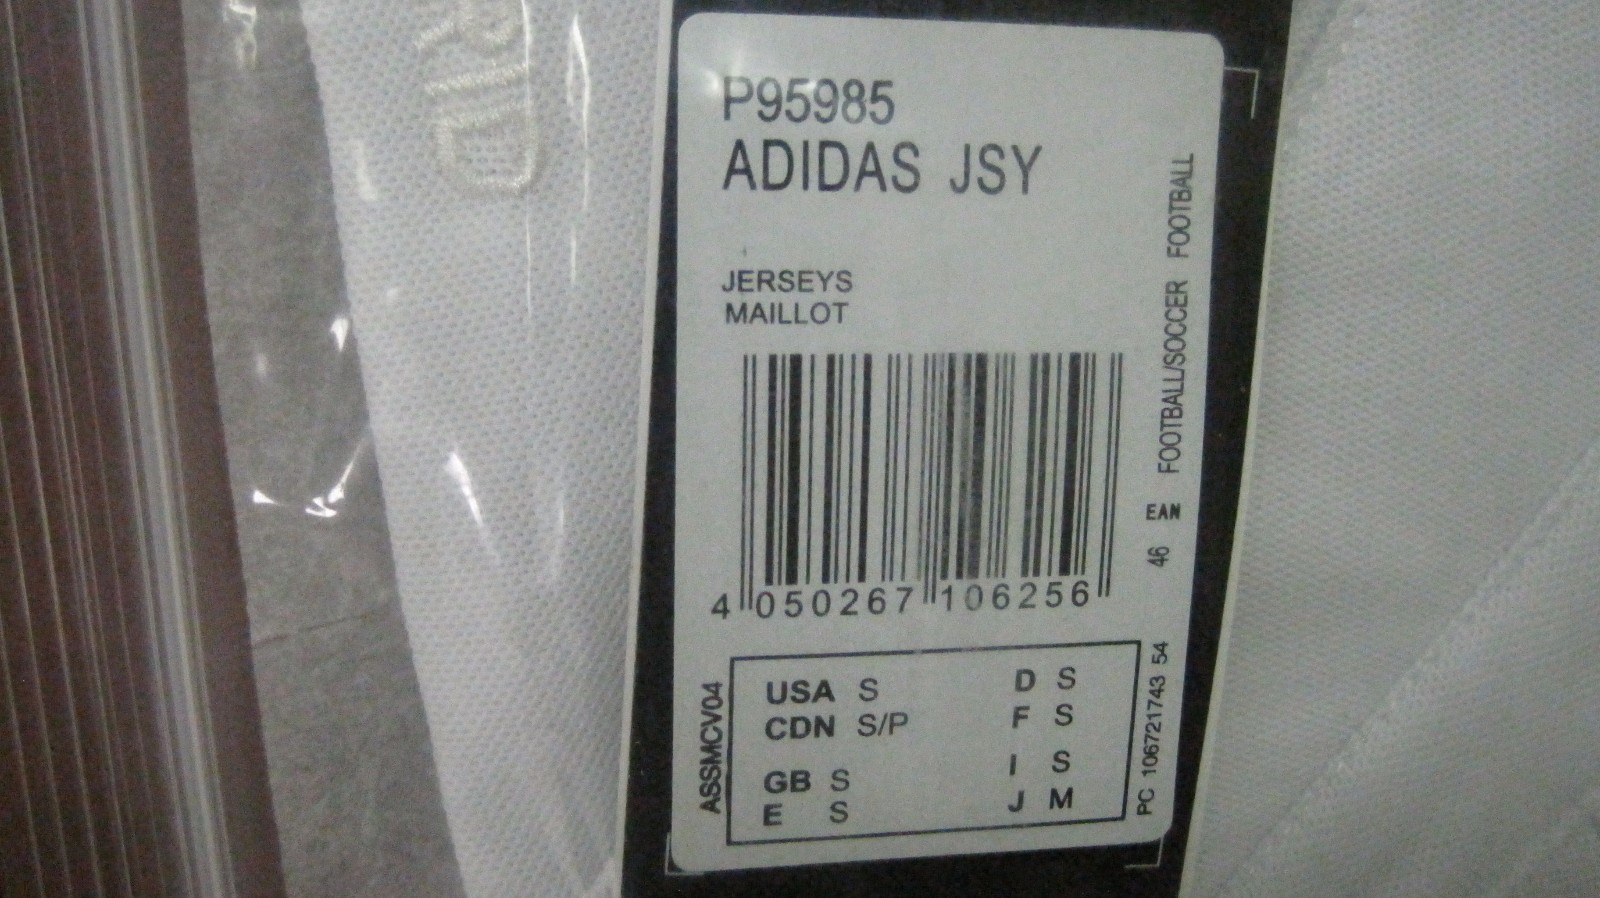 RID
P95985
ADIDAS JSY
JERSEYS
MAILLOT
4 050267 106256
FOOTBALL/SOCCER FOOTBALL
46 EAN
ASSMCV04
USA S
CDN S/P
GB S
E S
D S
F S
I S
J M
PC 106721743 54